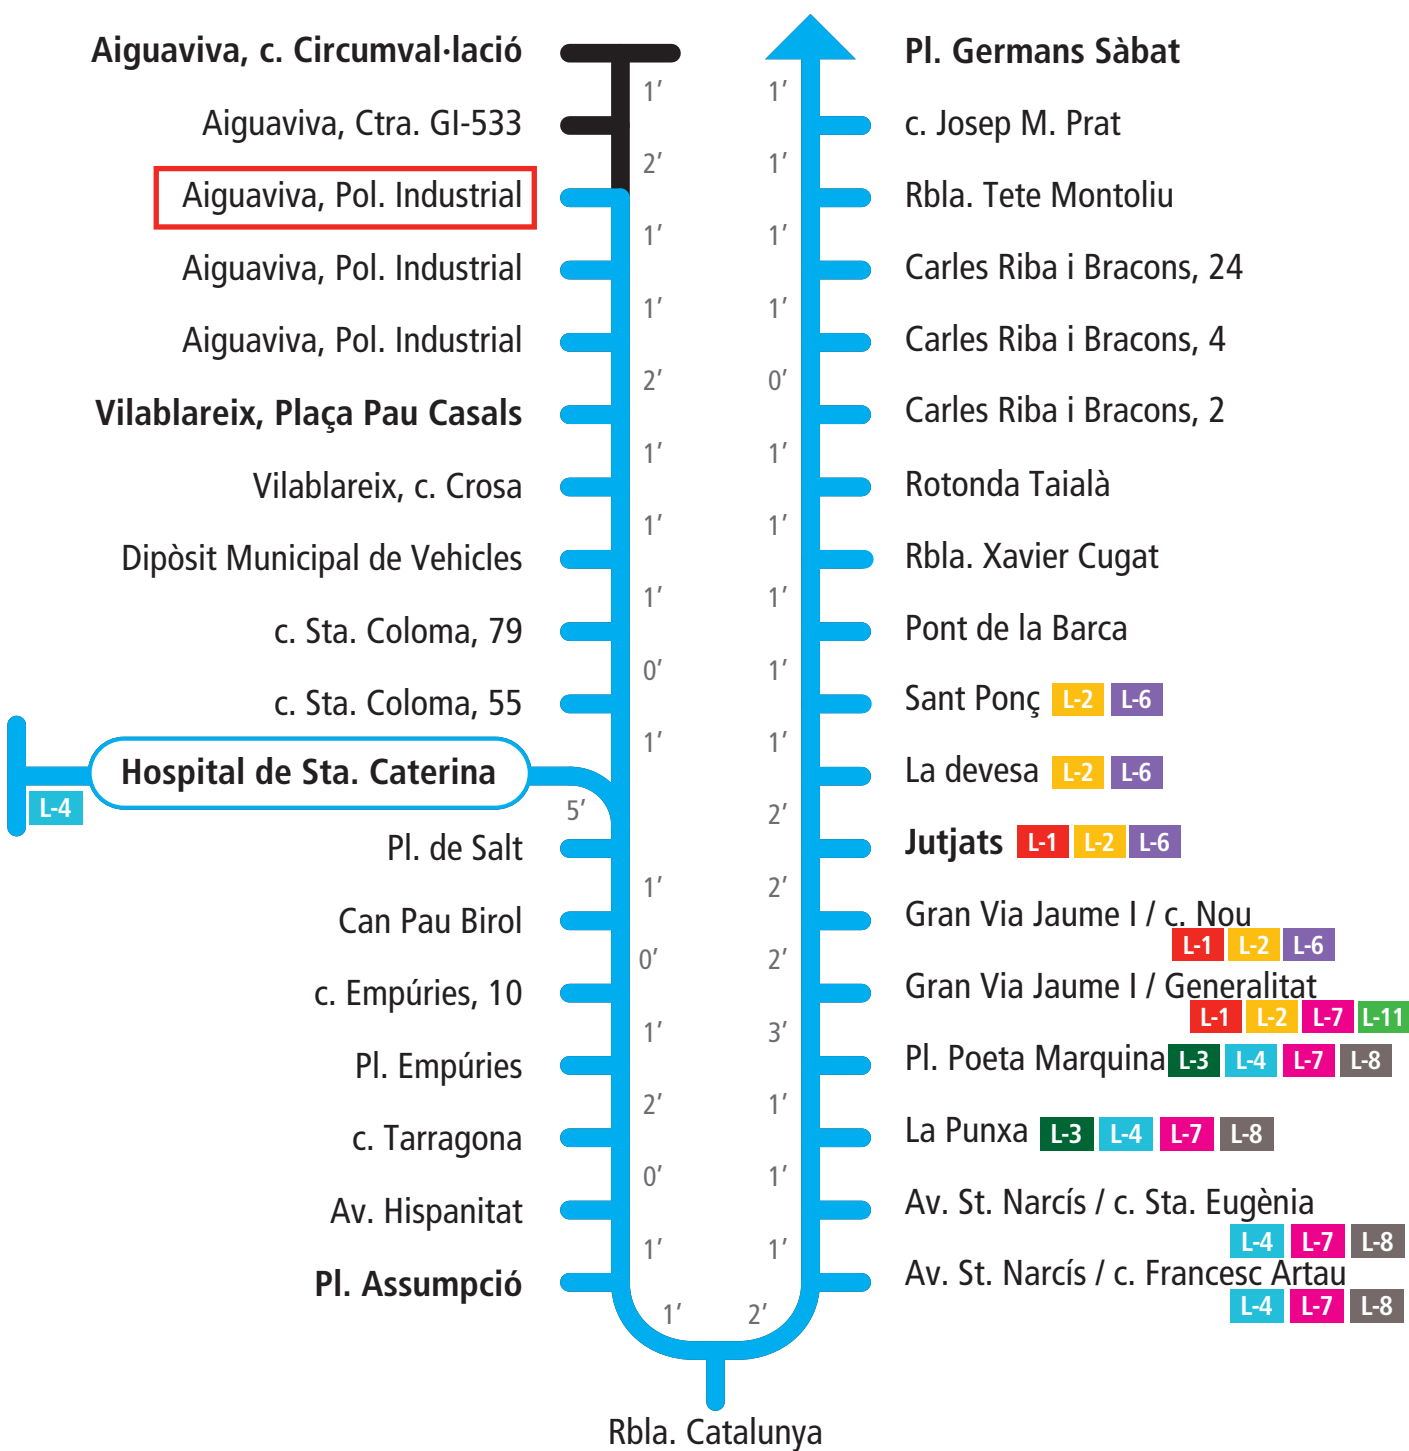 Aiguaviva, c. Circumval·lació
1’
Aiguaviva, Ctra. GI-533
2’
Aiguaviva, Pol. Industrial
1’
Aiguaviva, Pol. Industrial
1’
Aiguaviva, Pol. Industrial
2’
Vilablareix, Plaça Pau Casals
1’
Vilablareix, c. Crosa
1’
Dipòsit Municipal de Vehicles
1’
c. Sta. Coloma, 79
0’
c. Sta. Coloma, 55
1’
Hospital de Sta. Caterina
L-4
5’
Pl. de Salt
1’
Can Pau Birol
0’
c. Empúries, 10
1’
Pl. Empúries
2’
c. Tarragona
0’
Av. Hispanitat
1’
Pl. Assumpció
1’
Rbla. Catalunya
Pl. Germans Sàbat
1’
c. Josep M. Prat
1’
Rbla. Tete Montoliu
1’
Carles Riba i Bracons, 24
1’
Carles Riba i Bracons, 4
0’
Carles Riba i Bracons, 2
1’
Rotonda Taialà
1’
Rbla. Xavier Cugat
1’
Pont de la Barca
1’
Sant Ponç L-2 L-6
1’
La devesa L-2 L-6
2’
Jutjats L-1 L-2 L-6
2’
Gran Via Jaume I / c. Nou
L-1 L-2 L-6
2’
Gran Via Jaume I / Generalitat
L-1 L-2 L-7 L-11
3’
Pl. Poeta Marquina L-3 L-4 L-7 L-8
1’
La Punxa L-3 L-4 L-7 L-8
1’
Av. St. Narcís / c. Sta. Eugènia
L-4 L-7 L-8
1’
Av. St. Narcís / c. Francesc Artau
L-4 L-7 L-8
2’